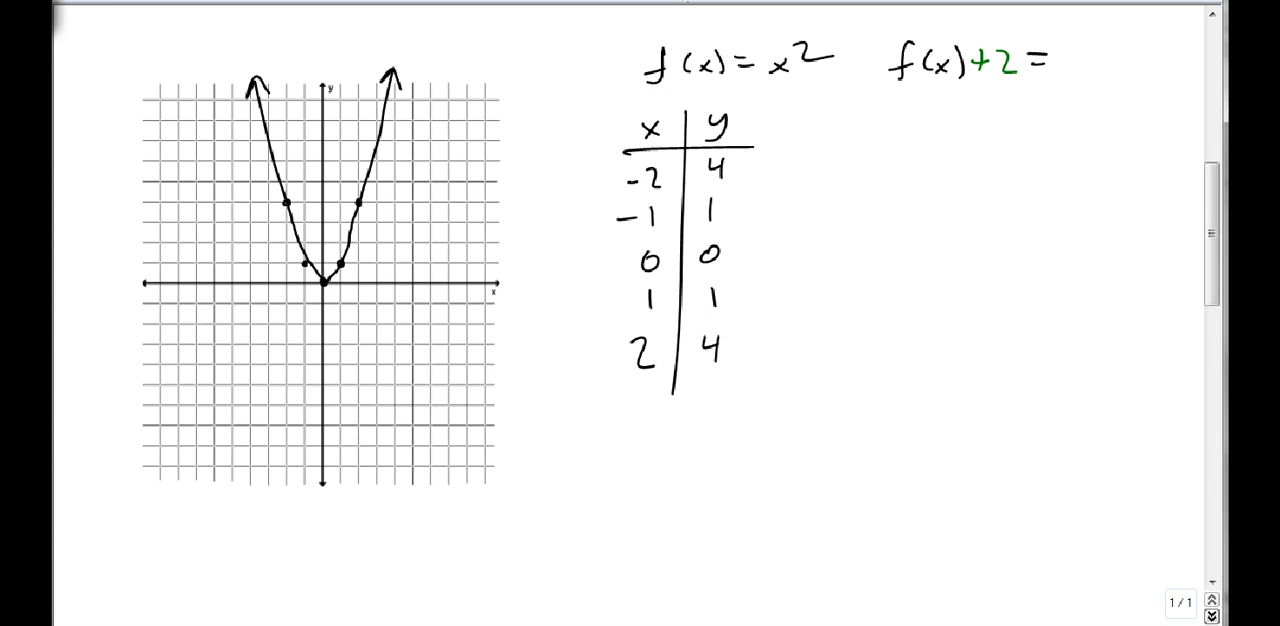 f(x) = x² f(x)+2 =
y
x y
-2 4
-1 1
0 0
1 1
2 4
x
1 / 1